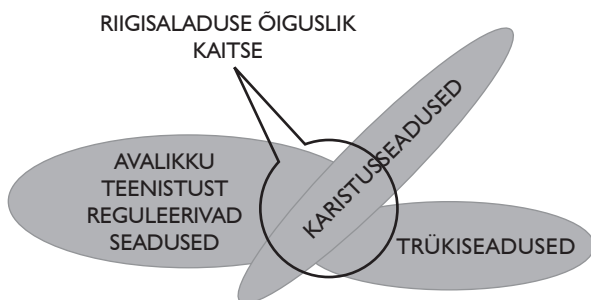 RIIGISALADUSE ÕIGUSLIK
KAITSE
AVALIKKU
TEENISTUST
REGULEERIVAD
SEADUSED
KARISTUSSEADUSED
TRÜKISEADUSED